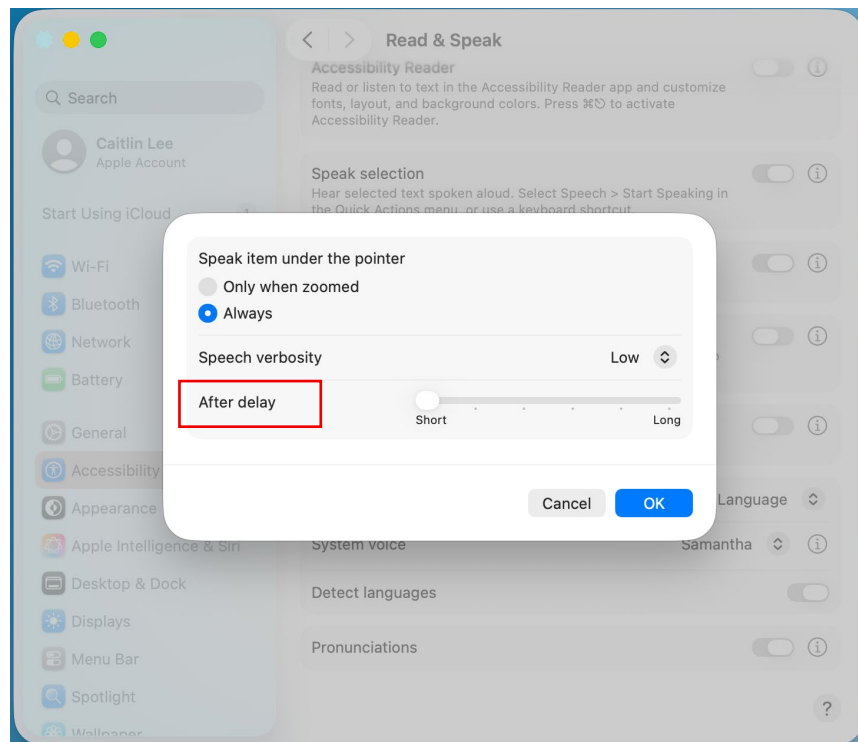 Read & Speak
Search
Caitlin Lee
Apple Account
Start Using iCloud
Wi-Fi
Bluetooth
Network
Battery
General
Accessibility
Appearance
Apple Intelligence & Siri
Desktop & Dock
Displays
Menu Bar
Spotlight
Wallpaper
Accessibility Reader
Read or listen to text in the Accessibility Reader app and customize
fonts, layout, and background colors. Press ⌘⎋ to activate
Accessibility Reader.
Speak selection
Hear selected text spoken aloud. Select Speech > Start Speaking in
the Quick Actions menu, or use a keyboard shortcut.
Speak item under the pointer
Only when zoomed
Always
Speech verbosity Low
After delay
Short Long
Cancel OK
Language
System voice Samantha
Detect languages
Pronunciations
?